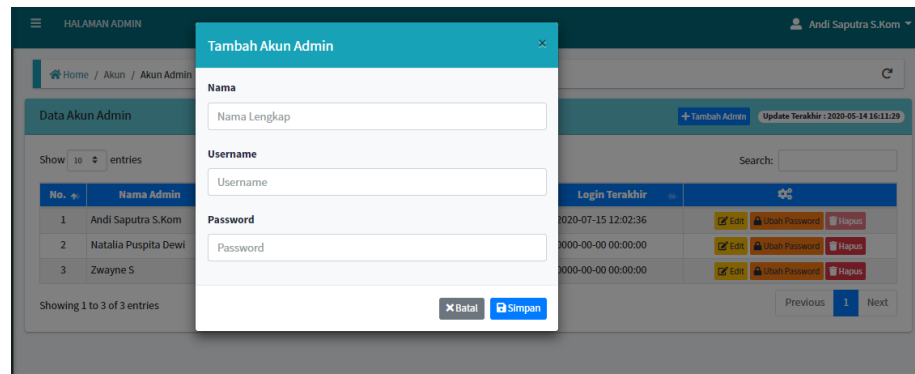 HALAMAN ADMIN
Andi Saputra S.Kom
Tambah Akun Admin ×
Home / Akun / Akun Admin
Nama
Nama Lengkap
Data Akun Admin
Tambah Admin
Update Terakhir : 2020-05-14 16:11:29
Show 10 entries
Search:
Username
Username
No. Nama Admin Login Terakhir
Password
Password
1 Andi Saputra S.Kom 2020-07-15 12:02:36 Edit Ubah Password Hapus
2 Natalia Puspita Dewi 0000-00-00 00:00:00 Edit Ubah Password Hapus
3 Zwayne S 0000-00-00 00:00:00 Edit Ubah Password Hapus
Showing 1 to 3 of 3 entries
Previous 1 Next
Batal Simpan